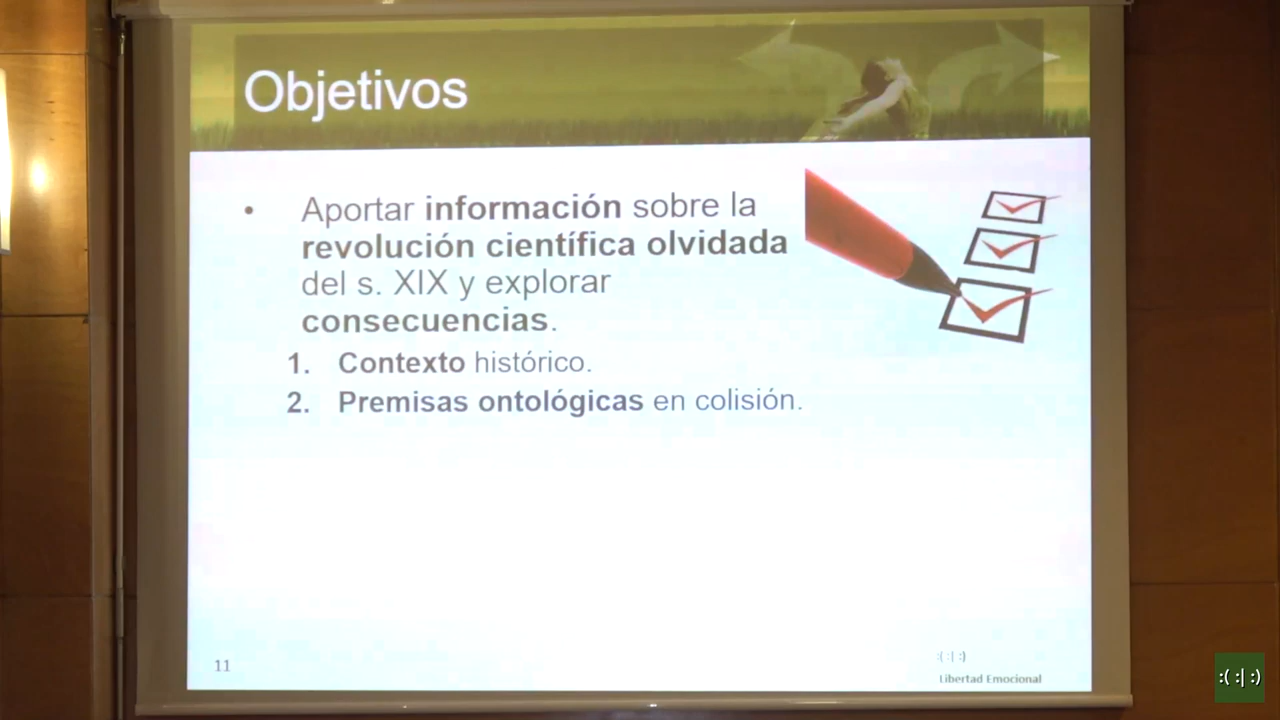 Objetivos
• Aportar información sobre la
revolución científica olvidada
del s. XIX y explorar
consecuencias.
1. Contexto histórico.
2. Premisas ontológicas en colisión.
11
:( :| :)
Libertad Emocional
:( :| :)